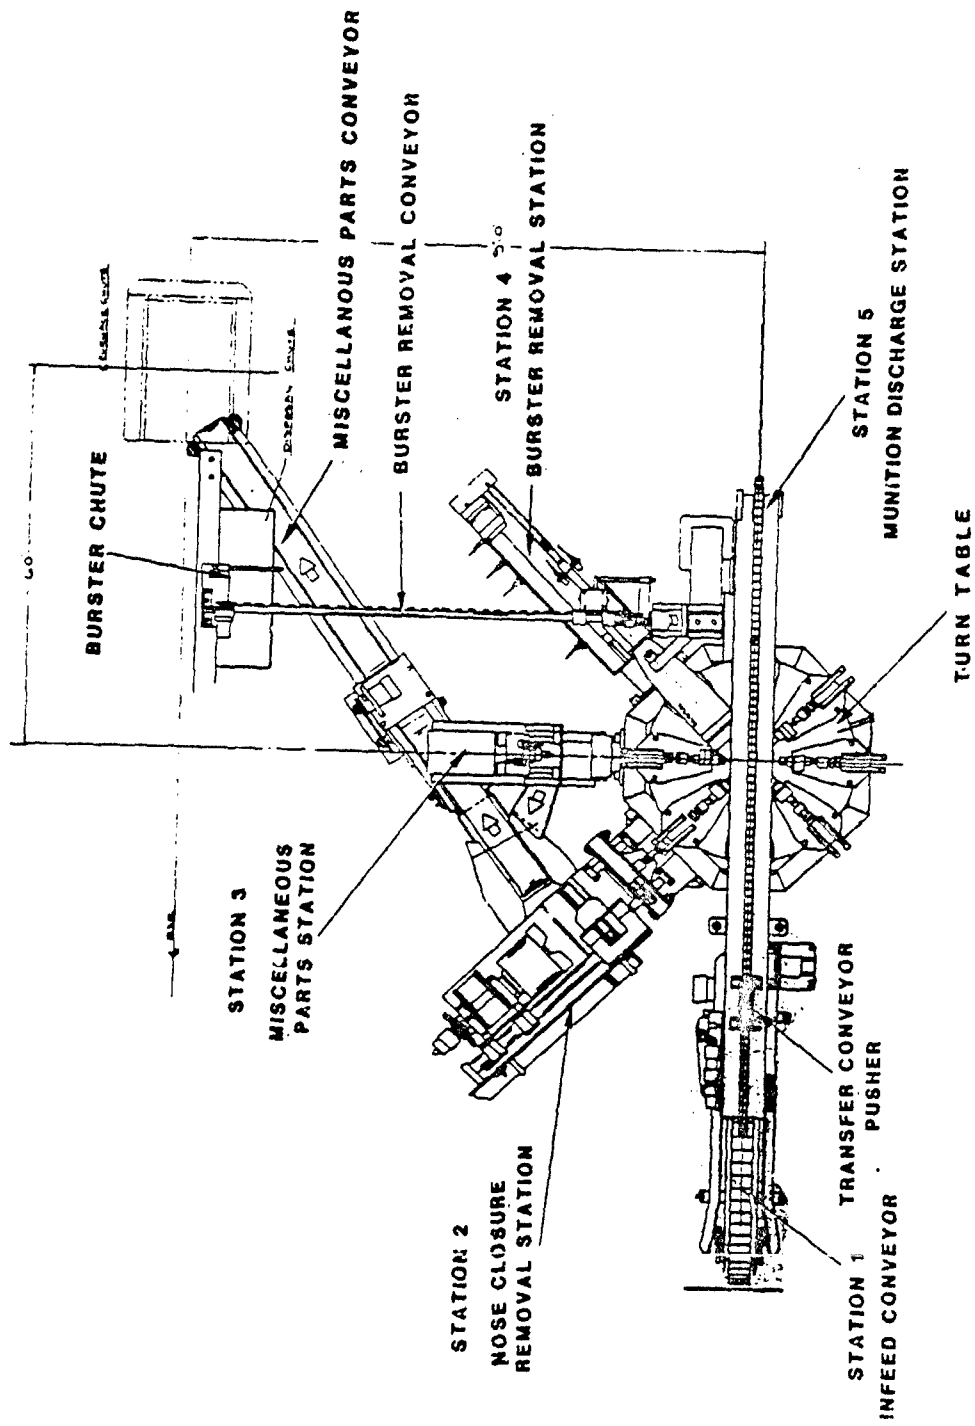 BURSTER CHUTE
MISCELLANOUS PARTS CONVEYOR
BURSTER REMOVAL CONVEYOR
STATION 4
BURSTER REMOVAL STATION
STATION 5
MUNITION DISCHARGE STATION
TURN TABLE
STATION 3
MISCELLANEOUS
PARTS STATION
STATION 2
NOSE CLOSURE
REMOVAL STATION
TRANSFER CONVEYOR
PUSHER
STATION 1
INFEED CONVEYOR